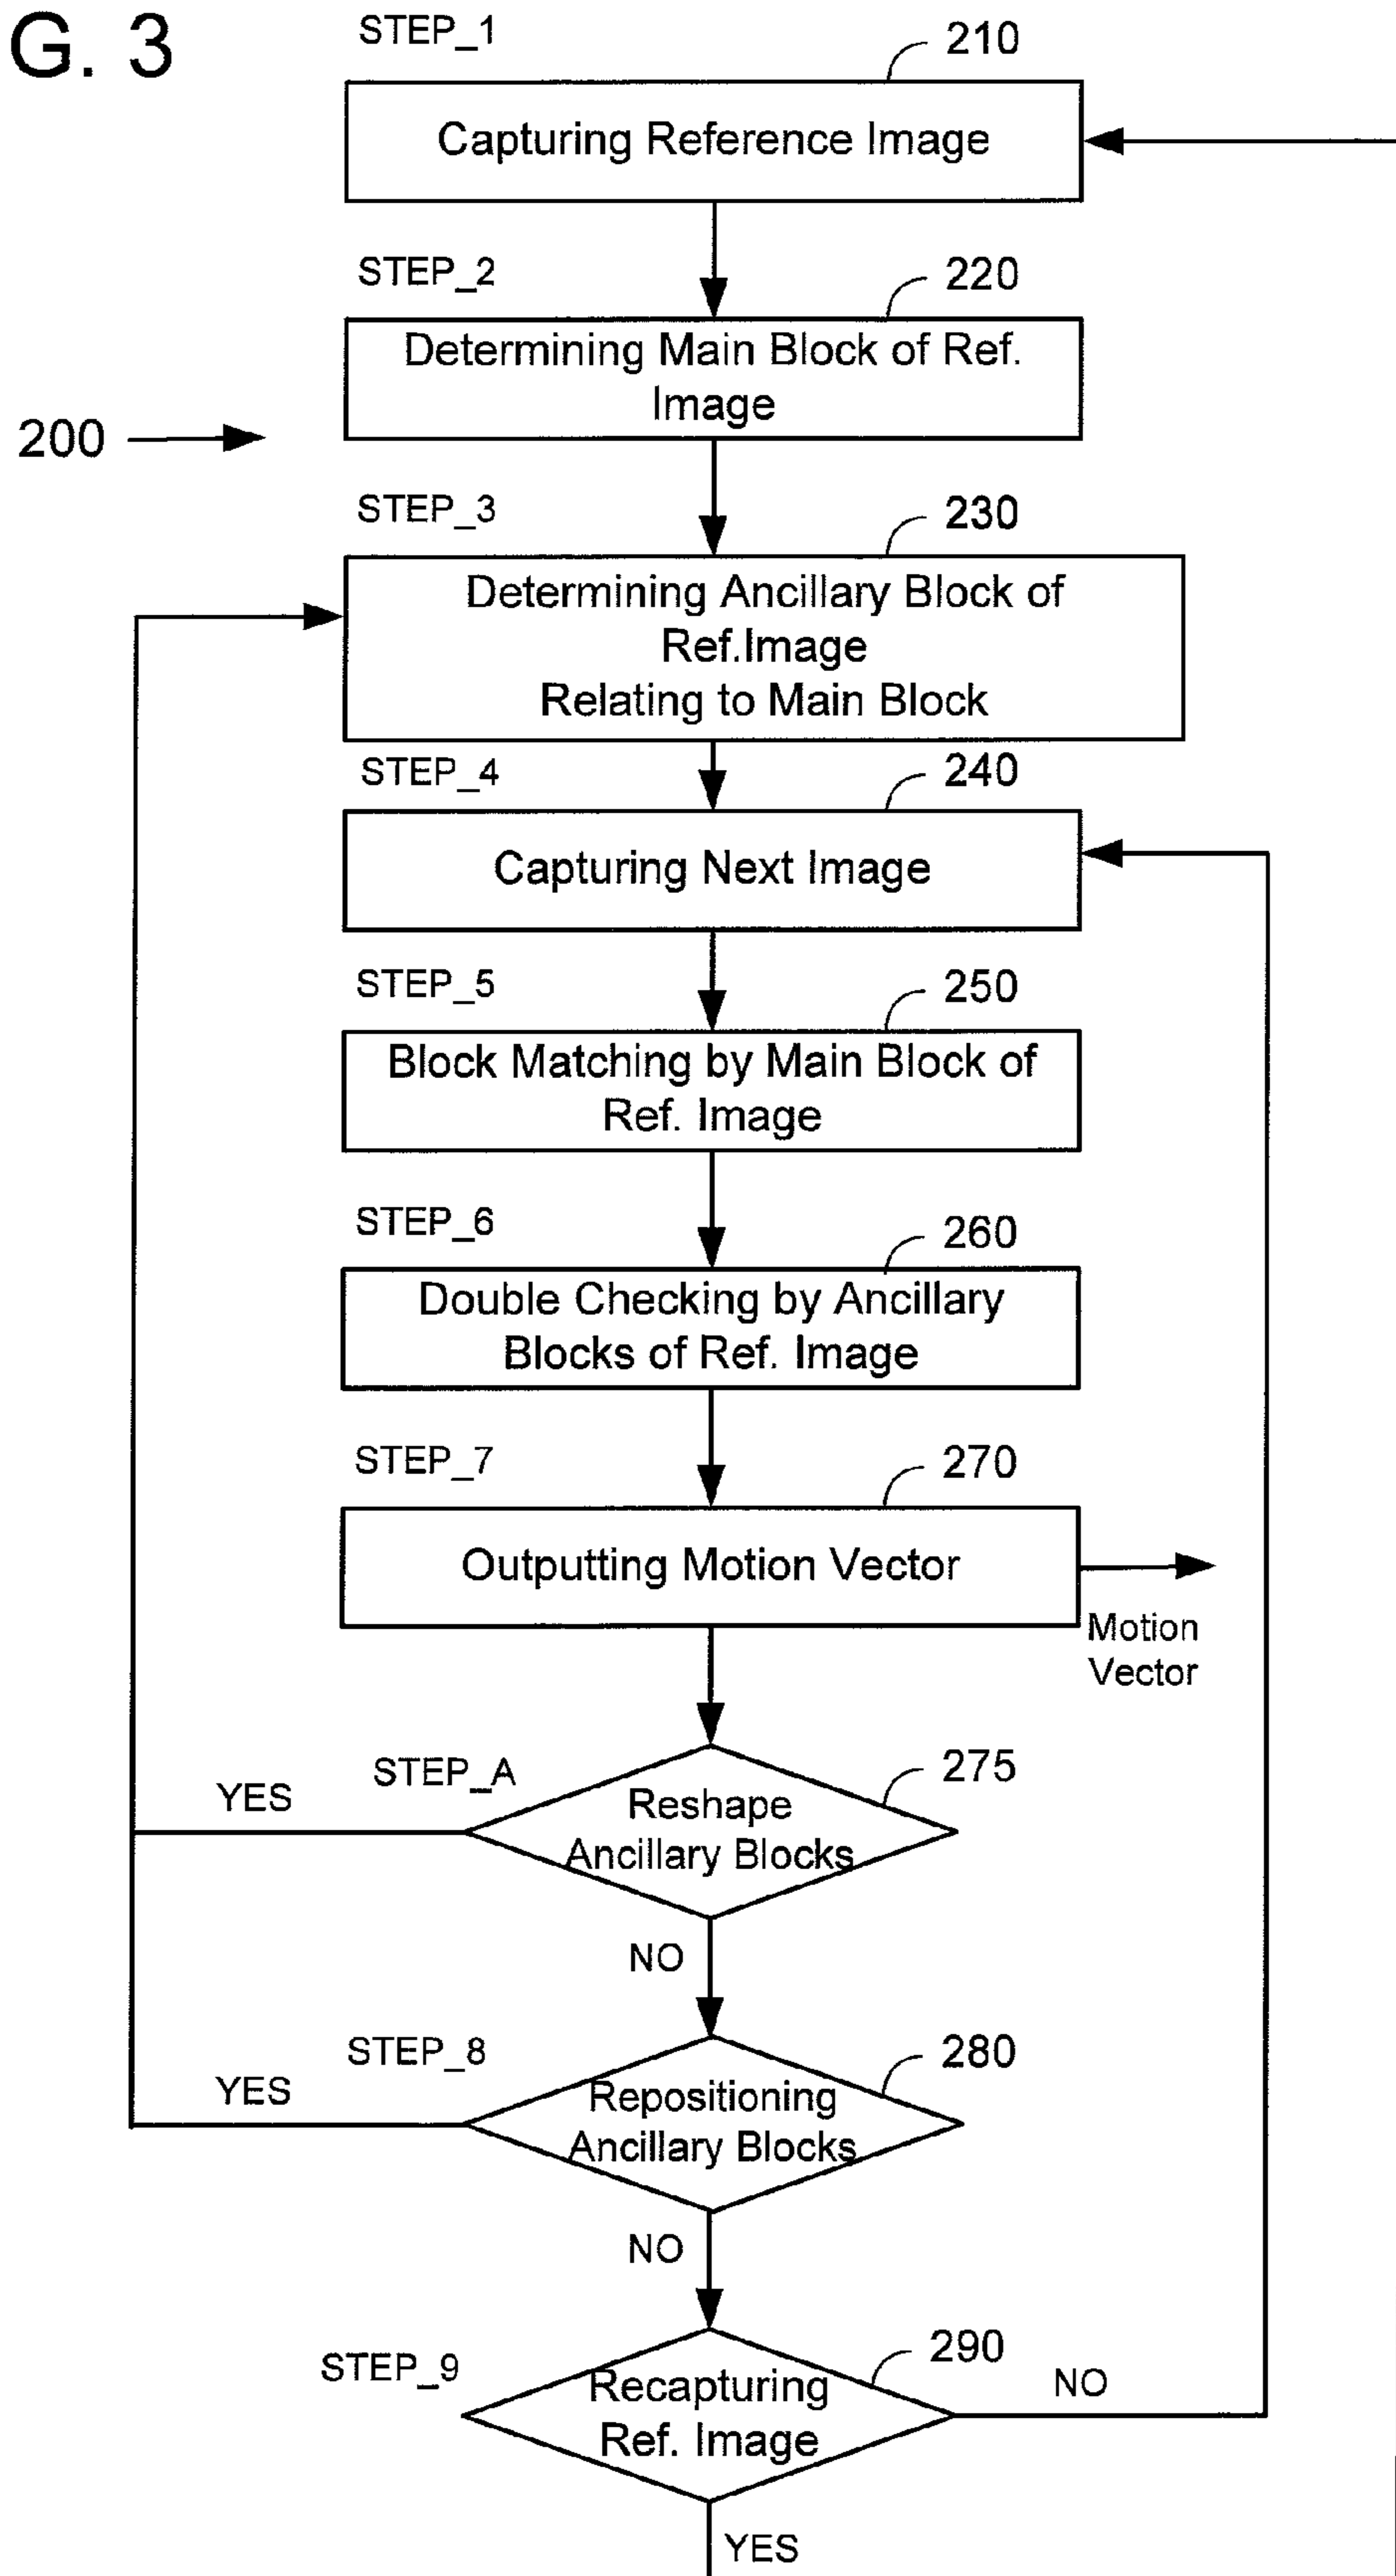 G. 3
STEP_1
210
Capturing Reference Image
STEP_2
220
Determining Main Block of Ref.
Image
200
STEP_3
230
Determining Ancillary Block of
Ref.Image
Relating to Main Block
STEP_4
240
Capturing Next Image
STEP_5
250
Block Matching by Main Block of
Ref. Image
STEP_6
260
Double Checking by Ancillary
Blocks of Ref. Image
STEP_7
270
Outputting Motion Vector
Motion
Vector
STEP_A
275
YES
Reshape
Ancillary Blocks
NO
STEP_8
280
YES
Repositioning
Ancillary Blocks
NO
STEP_9
290
Recapturing
Ref. Image
NO
YES